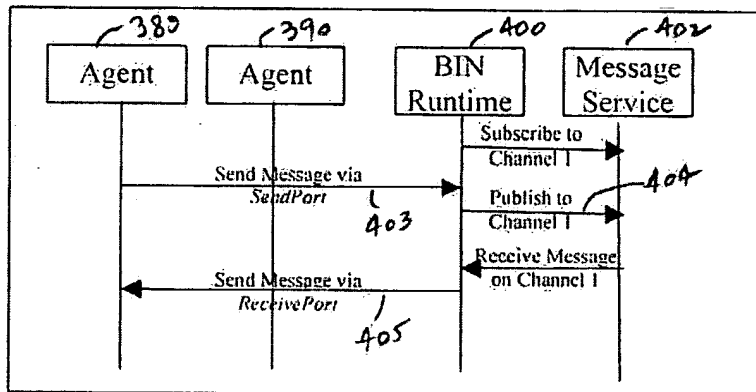 380
390
400
402
Agent
Agent
BIN
Runtime
Message
Service
Subscribe to
Channel 1
Send Message via
SendPort
403
Publish to
Channel 1
404
Receive Message
on Channel 1
Send Message via
ReceivePort
405